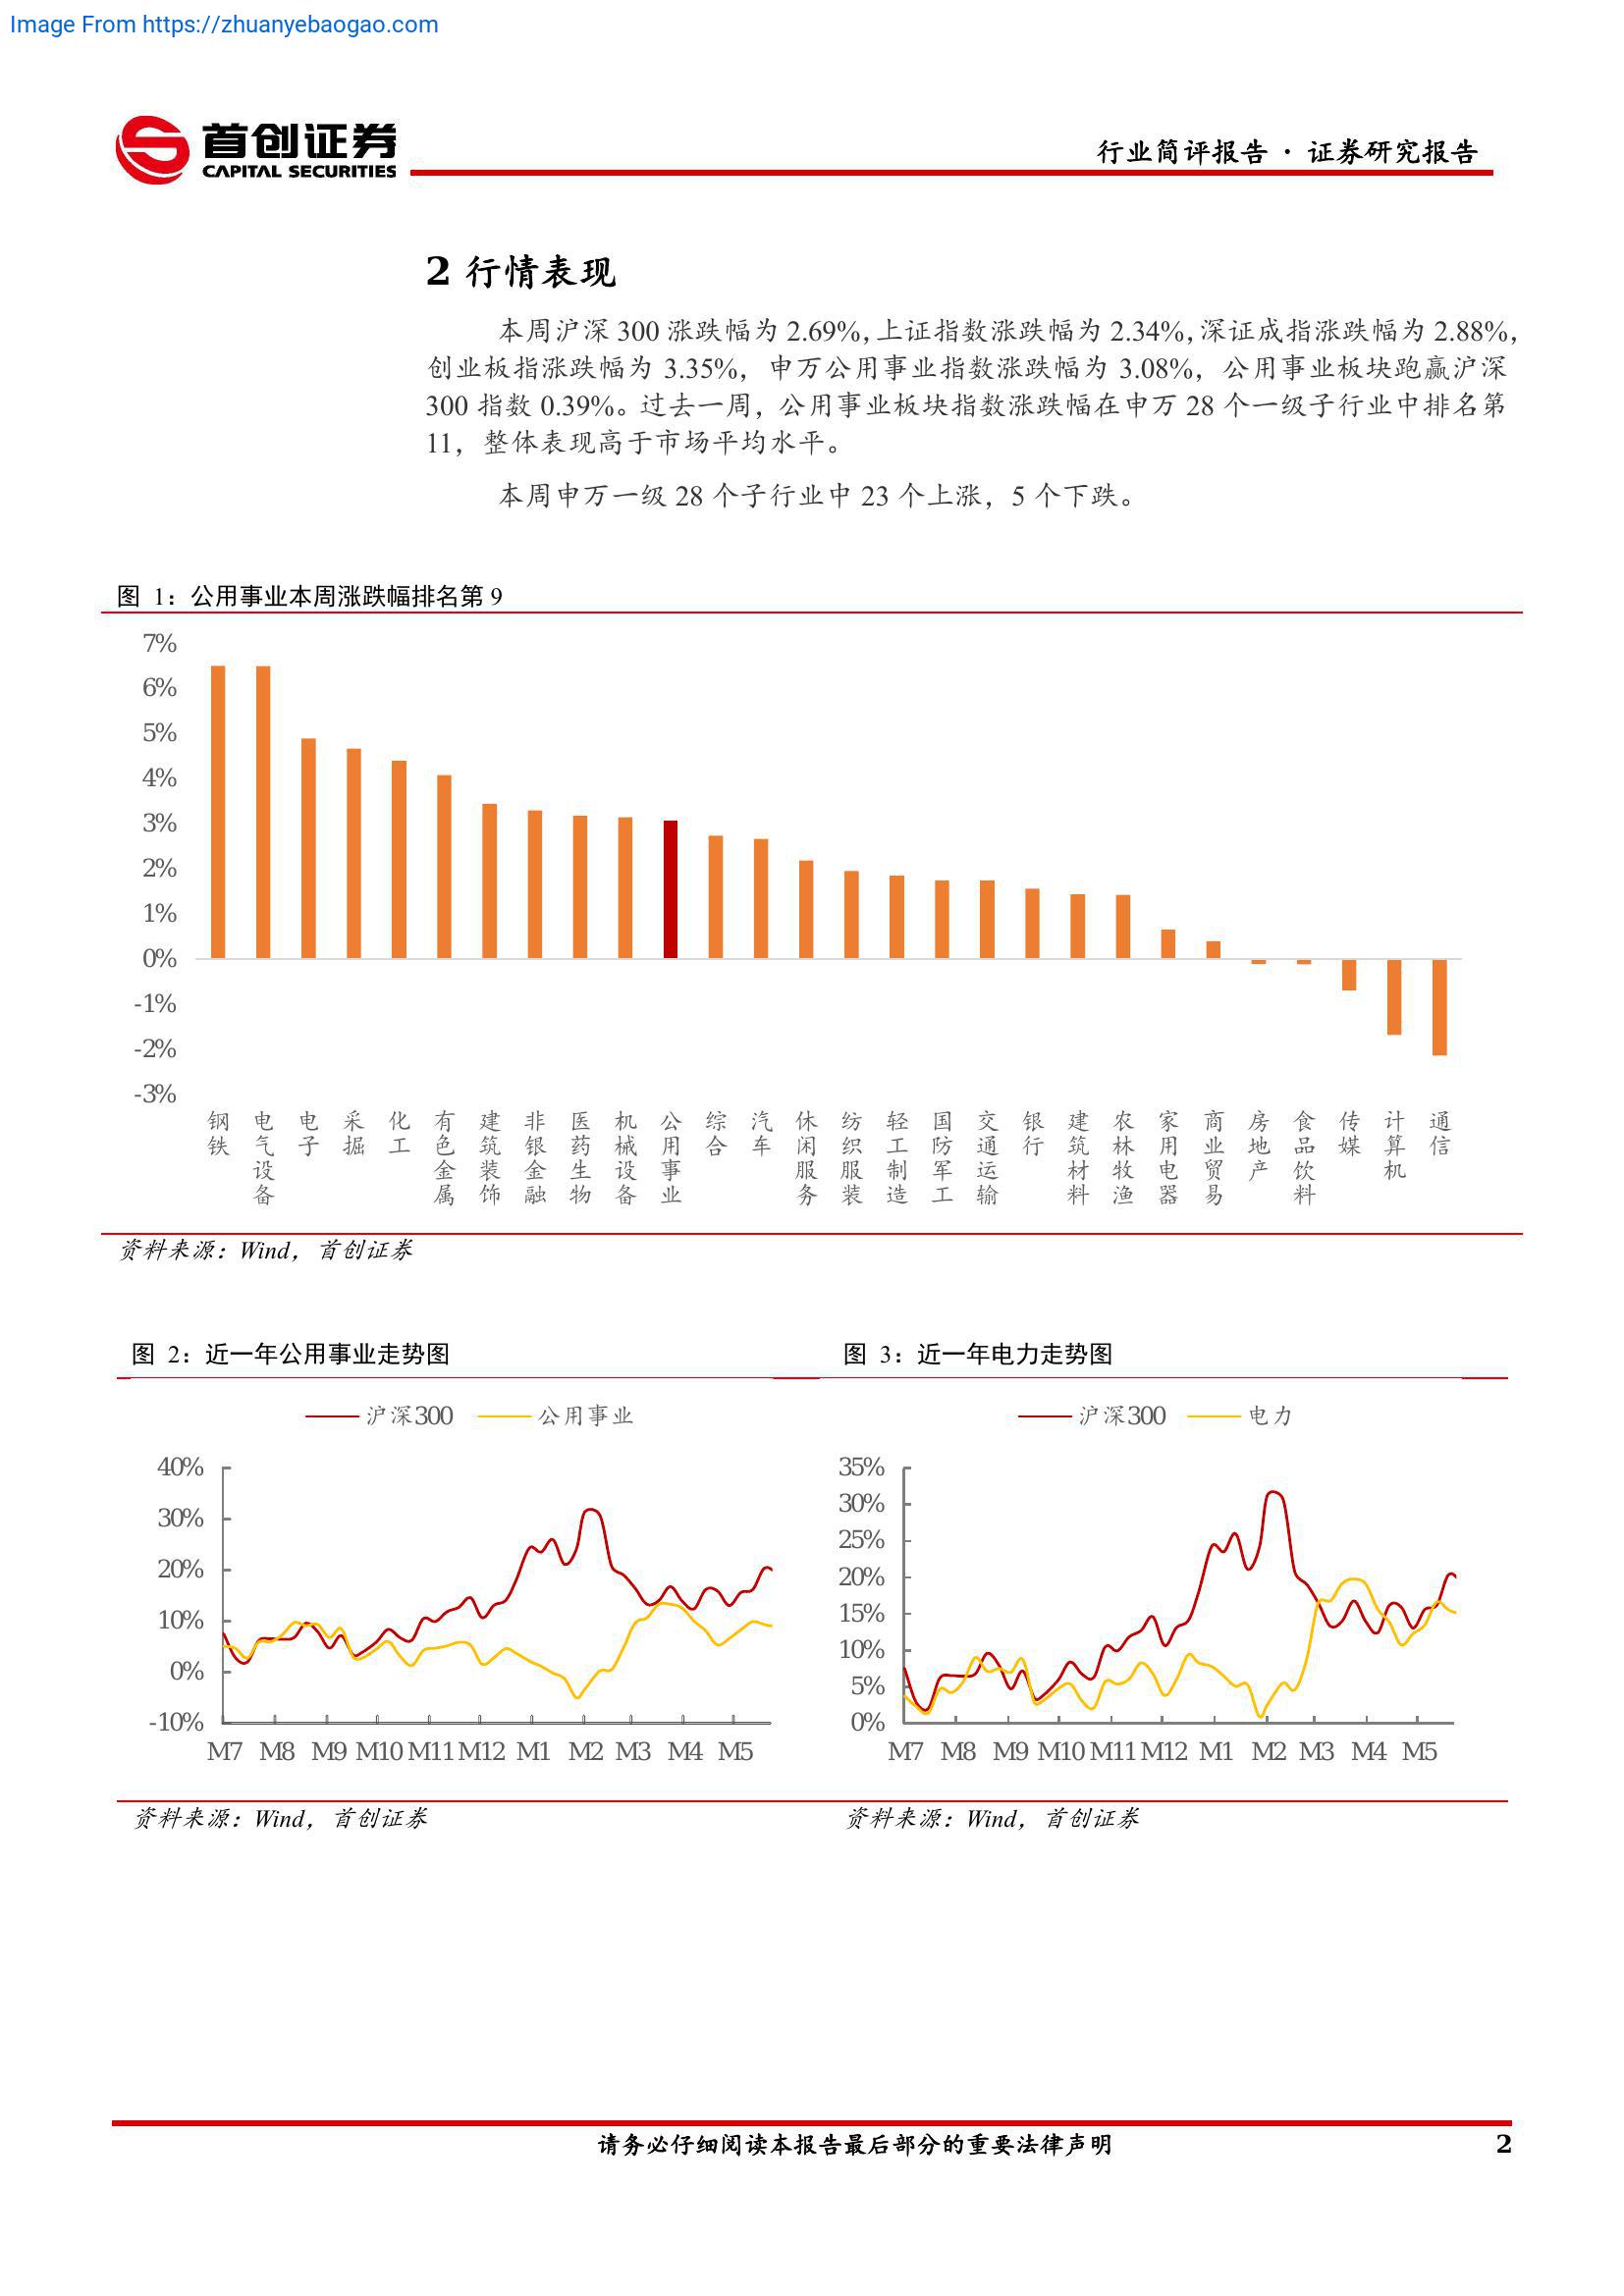 Image From https://zhuanyebaogao.com
首创证券
CAPITAL SECURITIES
行业简评报告 · 证券研究报告
2 行情表现
本周沪深 300 涨跌幅为 2.69%,上证指数涨跌幅为 2.34%,深证成指涨跌幅为 2.88%,
创业板指涨跌幅为 3.35%，申万公用事业指数涨跌幅为 3.08%，公用事业板块跑赢沪深
300 指数 0.39%。过去一周，公用事业板块指数涨跌幅在申万 28 个一级子行业中排名第
11，整体表现高于市场平均水平。
本周申万一级 28 个子行业中 23 个上涨，5 个下跌。
图 1：公用事业本周涨跌幅排名第 9
7%
6%
5%
4%
3%
2%
1%
0%
-1%
-2%
-3%
钢铁
电气设备
电子
采掘
化工
有色金属
建筑装饰
非银金融
医药生物
机械设备
公用事业
综合
汽车
休闲服务
纺织服装
轻工制造
国防军工
交通运输
银行
建筑材料
农林牧渔
家用电器
商业贸易
房地产
食品饮料
传媒
计算机
通信
资料来源：Wind，首创证券
图 2：近一年公用事业走势图
沪深300 公用事业
40%
30%
20%
10%
0%
-10%
M7 M8 M9 M10 M11 M12 M1 M2 M3 M4 M5
资料来源：Wind，首创证券
图 3：近一年电力走势图
沪深300 电力
35%
30%
25%
20%
15%
10%
5%
0%
M7 M8 M9 M10 M11 M12 M1 M2 M3 M4 M5
资料来源：Wind，首创证券
请务必仔细阅读本报告最后部分的重要法律声明
2